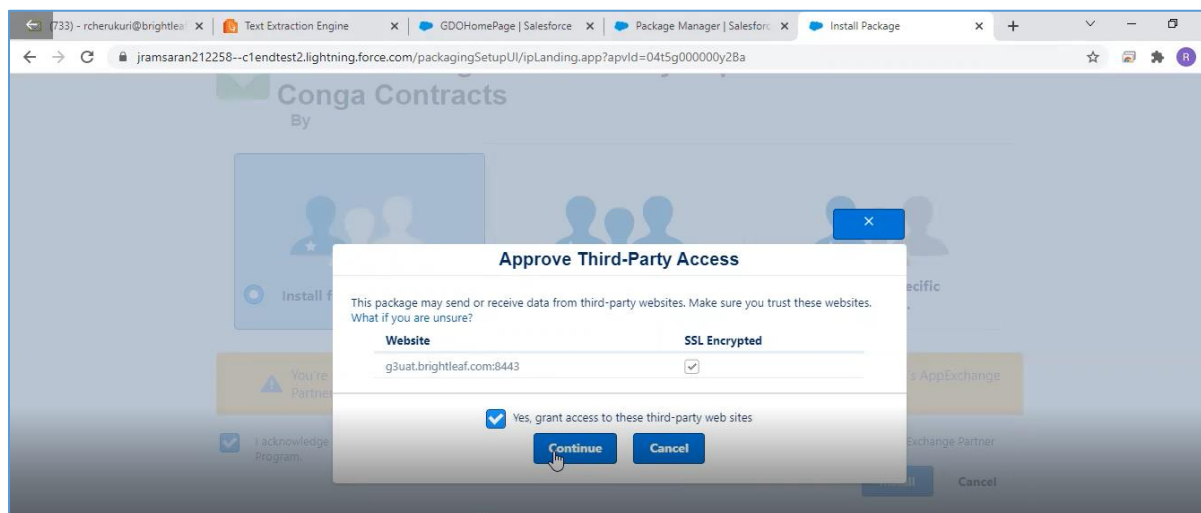 (733) - rcherukuri@brightlea
Text Extraction Engine
GDOHomePage | Salesforce
Package Manager | Salesforc
Install Package
jramsaran212258--c1endtest2.lightning.force.com/packagingSetupUI/ipLanding.app?apvId=04t5g000000y28a
R
Conga Contracts
By
Approve Third-Party Access
Install f
ecific
This package may send or receive data from third-party websites. Make sure you trust these websites.
What if you are unsure?
Website SSL Encrypted
g3uat.brightleaf.com:8443
You're
's AppExchange
Partner
Yes, grant access to these third-party web sites
I acknowledge
Exchange Partner
Program.
Continue Cancel
Install Cancel